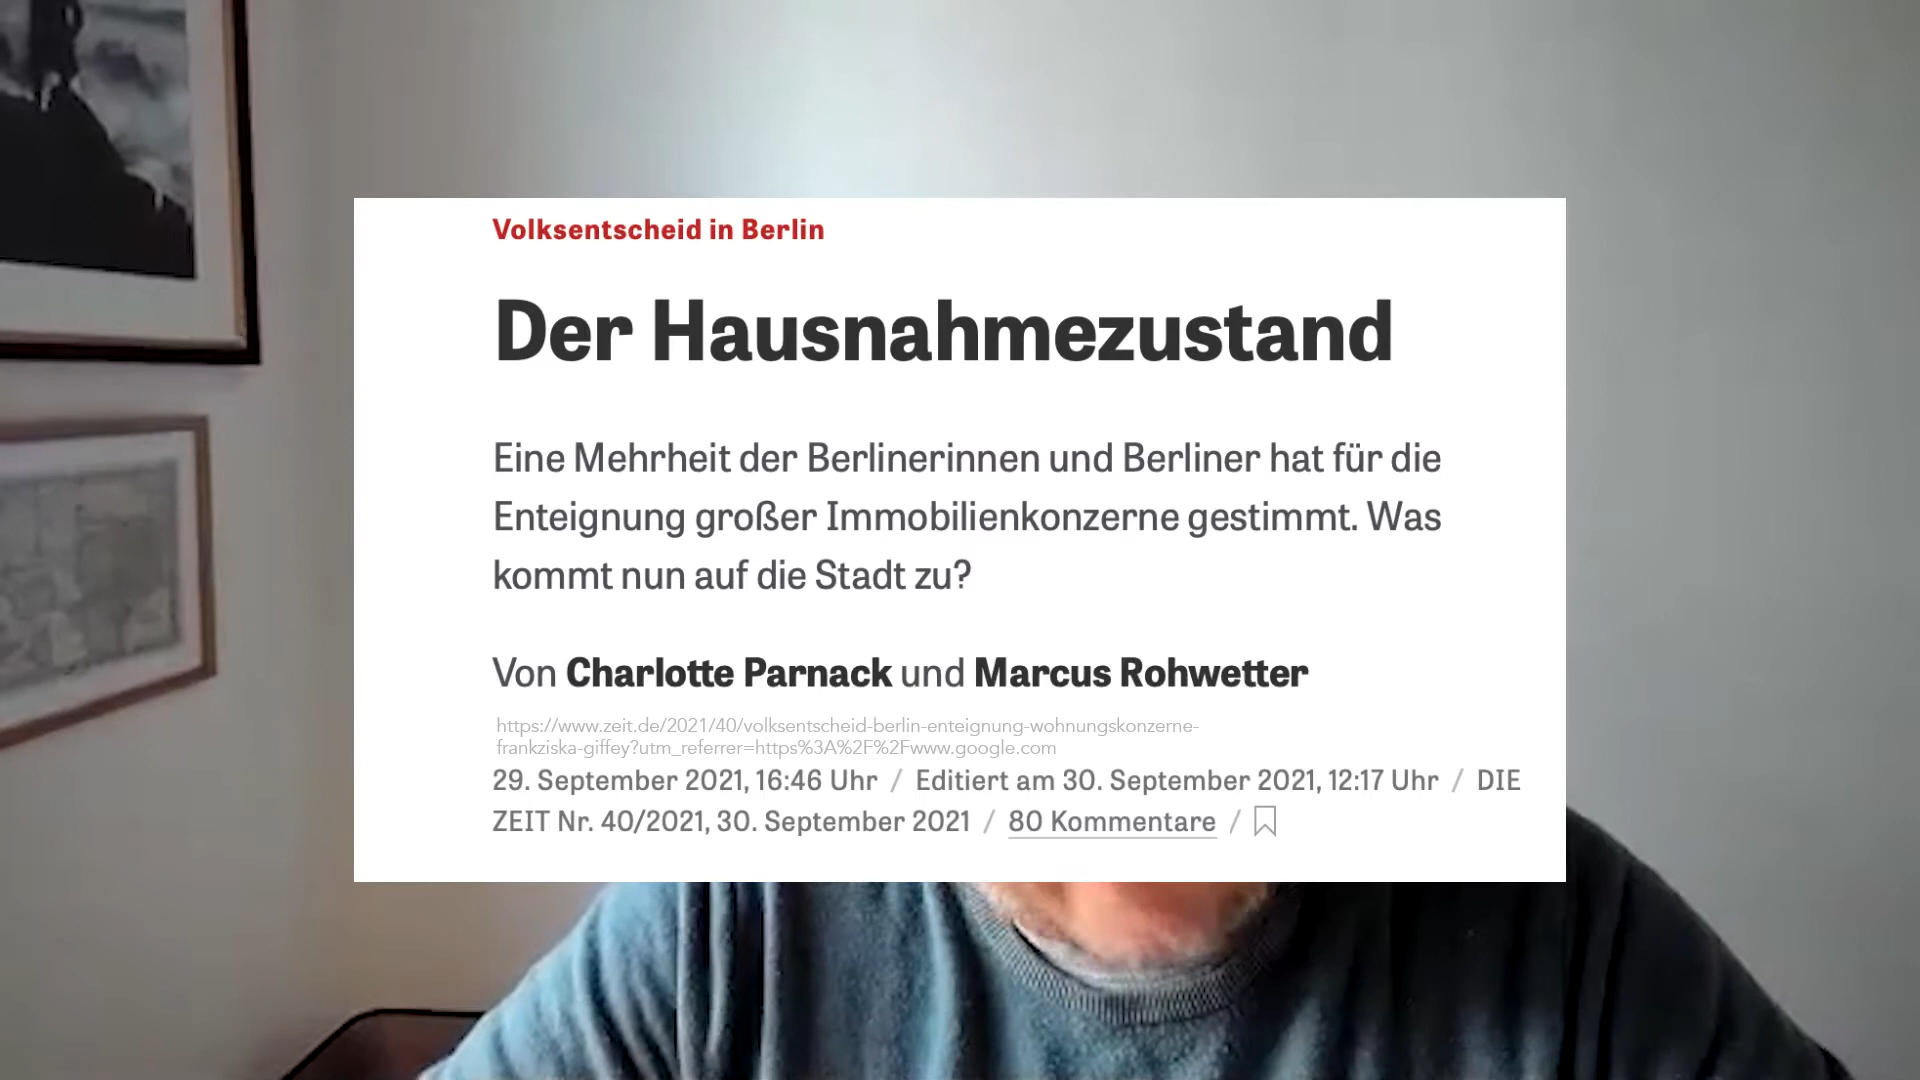 Volksentscheid in Berlin
Der Hausnahmezustand
Eine Mehrheit der Berlinerinnen und Berliner hat für die
Enteignung großer Immobilienkonzerne gestimmt. Was
kommt nun auf die Stadt zu?
Von Charlotte Parnack und Marcus Rohwetter
https://www.zeit.de/2021/40/volksentscheid-berlin-enteignung-wohnungskonzerne-
frankziska-giffey?utm_referrer=https%3A%2F%2Fwww.google.com
29. September 2021, 16:46 Uhr / Editiert am 30. September 2021, 12:17 Uhr / DIE
ZEIT Nr. 40/2021, 30. September 2021 / 80 Kommentare /